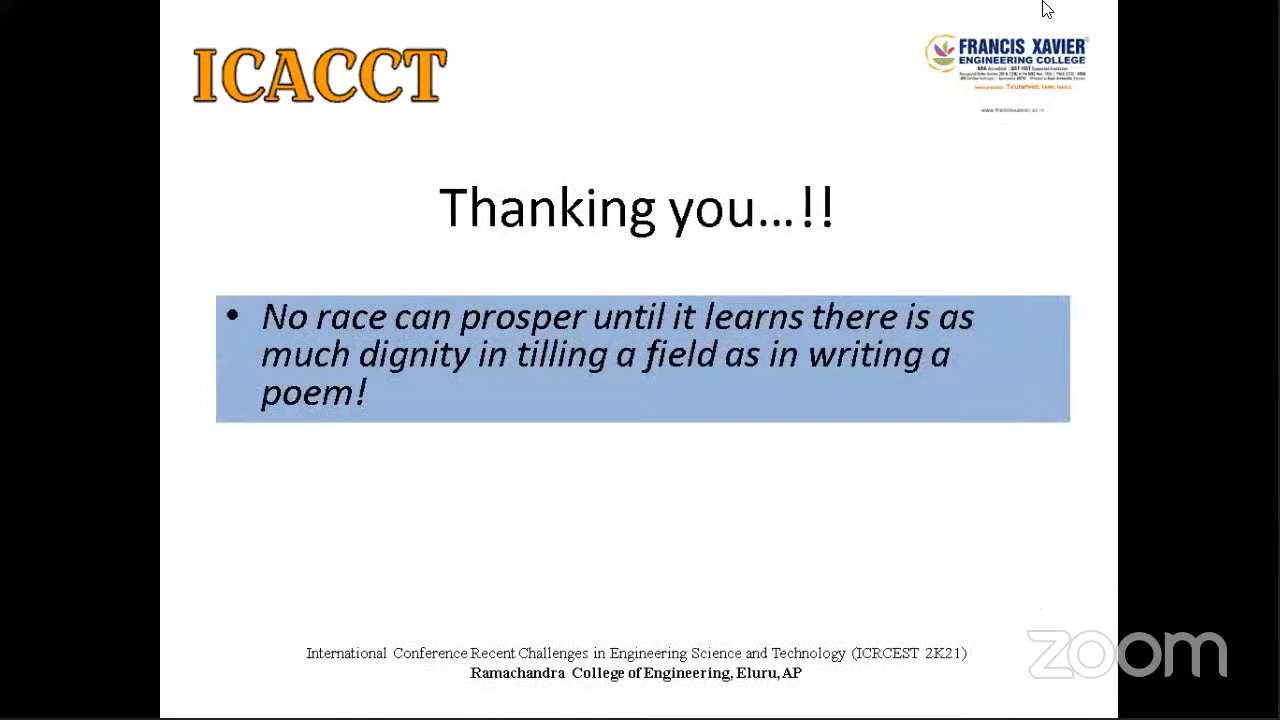 ICACCT
FRANCIS XAVIER
ENGINEERING COLLEGE
Thanking you...!!
• No race can prosper until it learns there is as
much dignity in tilling a field as in writing a
poem!
International Conference Recent Challenges in Engineering Science and Technology (ICRCEST 2K21)
Ramachandra College of Engineering, Eluru, AP
zoom